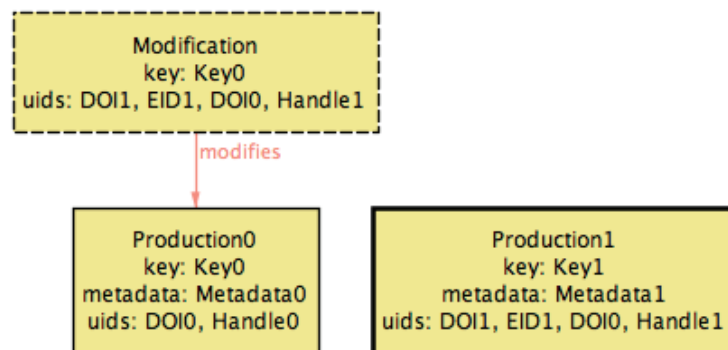 Modification
key: Key0
uids: DOI1, EID1, DOI0, Handle1
modifies
Production0
key: Key0
metadata: Metadata0
uids: DOI0, Handle0
Production1
key: Key1
metadata: Metadata1
uids: DOI1, EID1, DOI0, Handle1